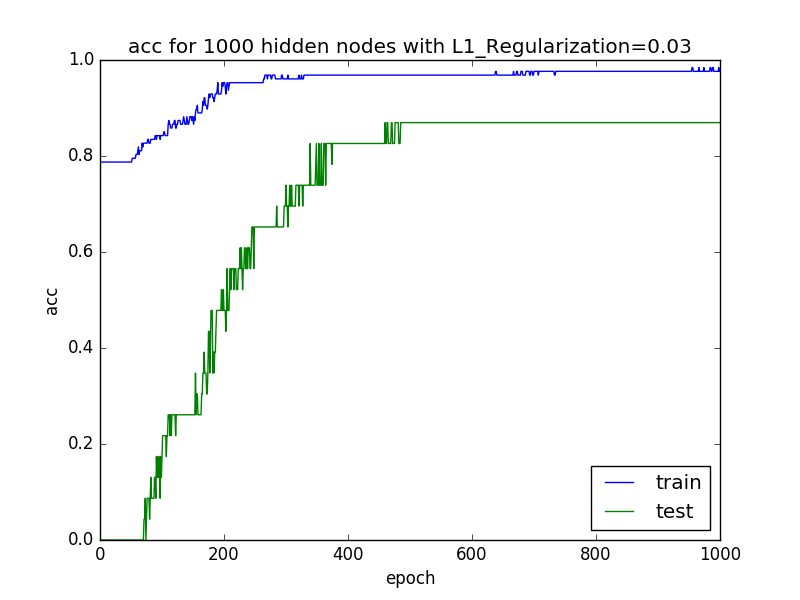 acc for 1000 hidden nodes with L1_Regularization=0.03
1.0
0.8
0.6
0.4
0.2
0.0
acc
0 200 400 600 800 1000
epoch
train
test